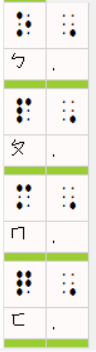 ㄅ .
ㄆ .
ㄇ .
ㄈ .